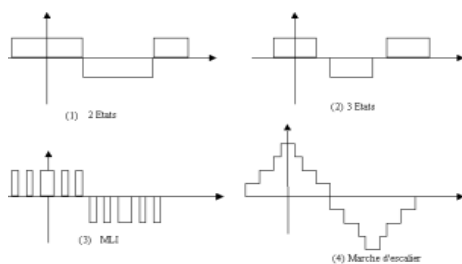 (1) 2 Etats
(2) 3 Etats
(3) MLI
(4) Marche d'escalier